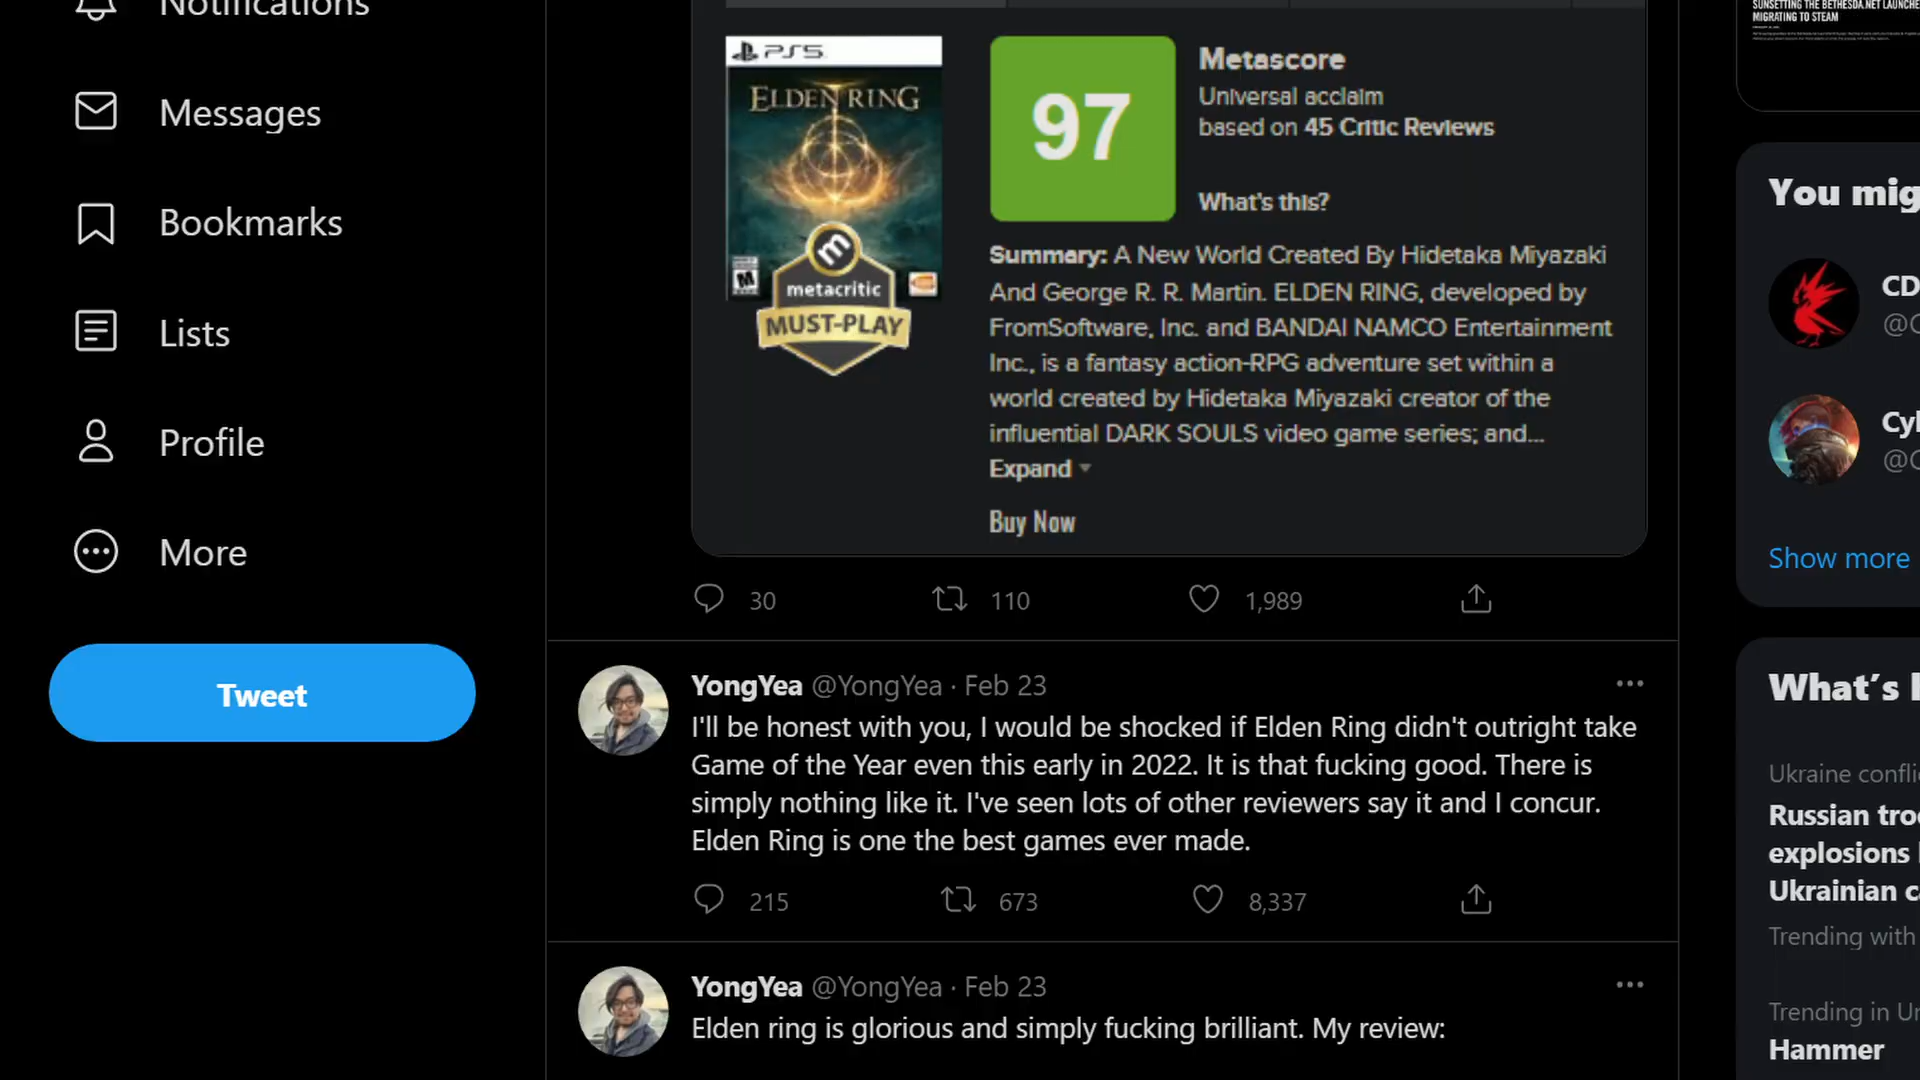 Notifications
Messages
Bookmarks
Lists
Profile
More
Tweet
PS5
ELDEN RING
M
m
metacritic
MUST-PLAY
97
Metascore
Universal acclaim
based on 45 Critic Reviews
What's this?
Summary: A New World Created By Hidetaka Miyazaki
And George R. R. Martin. ELDEN RING, developed by
FromSoftware, Inc. and BANDAI NAMCO Entertainment
Inc., is a fantasy action-RPG adventure set within a
world created by Hidetaka Miyazaki creator of the
influential DARK SOULS video game series; and...
Expand
Buy Now
30
110
1,989
YongYea @YongYea · Feb 23
I'll be honest with you, I would be shocked if Elden Ring didn't outright take
Game of the Year even this early in 2022. It is that fucking good. There is
simply nothing like it. I've seen lots of other reviewers say it and I concur.
Elden Ring is one the best games ever made.
215
673
8,337
YongYea @YongYea · Feb 23
Elden ring is glorious and simply fucking brilliant. My review:
SUNSETTING THE BETHESDA.NET LAUNCHE
MIGRATING TO STEAM
You mig
CD
Cyl
Show more
What's
Ukraine confli
Russian tro
explosions
Ukrainian c
Trending with
Trending in Un
Hammer